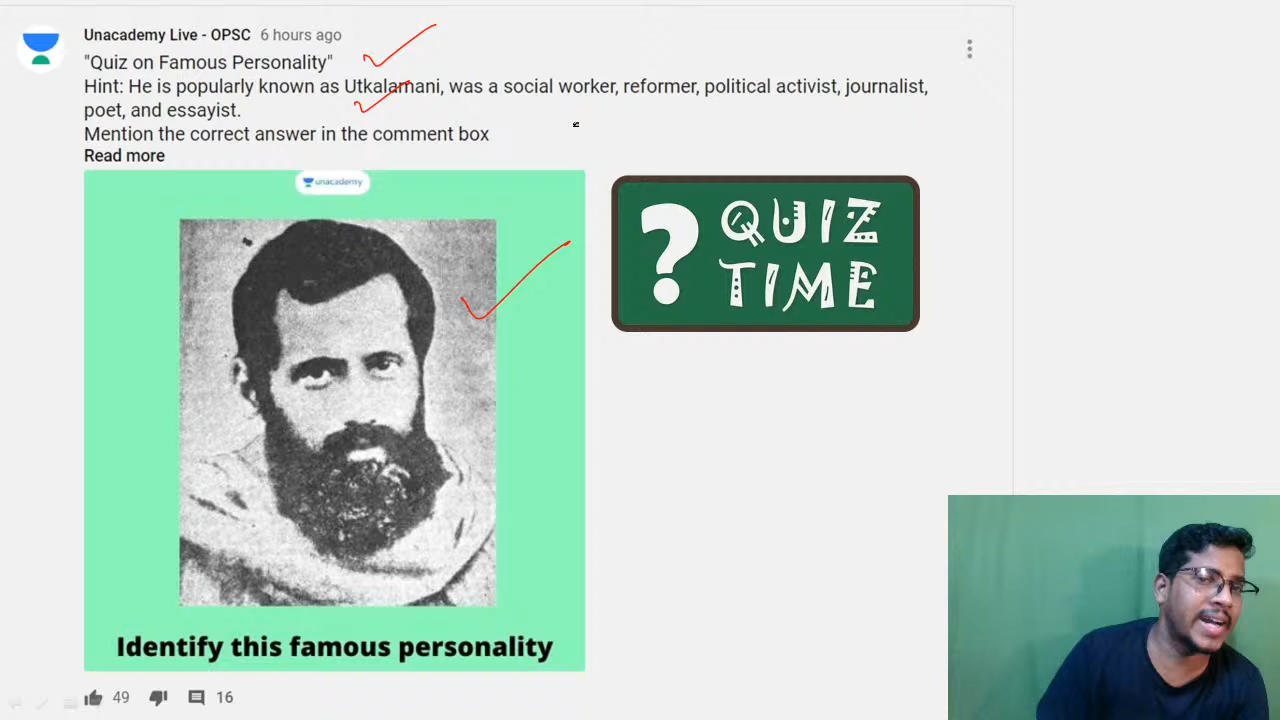 Unacademy Live - OPSC 6 hours ago
"Quiz on Famous Personality"
Hint: He is popularly known as Utkalamani, was a social worker, reformer, political activist, journalist,
poet, and essayist.
Mention the correct answer in the comment box
Read more
unacademy
? QUIZ
TIME
Identify this famous personality
49 16